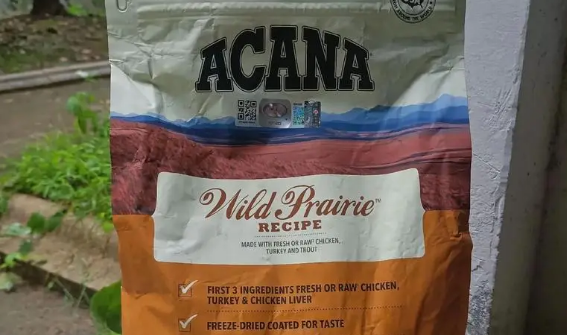 ACANA
Wild Prairie™
RECIPE
MADE WITH FRESH OR RAW CHICKEN,
TURKEY AND TROUT
FIRST 3 INGREDIENTS FRESH OR RAW CHICKEN,
TURKEY & CHICKEN LIVER
FREEZE-DRIED COATED FOR TASTE